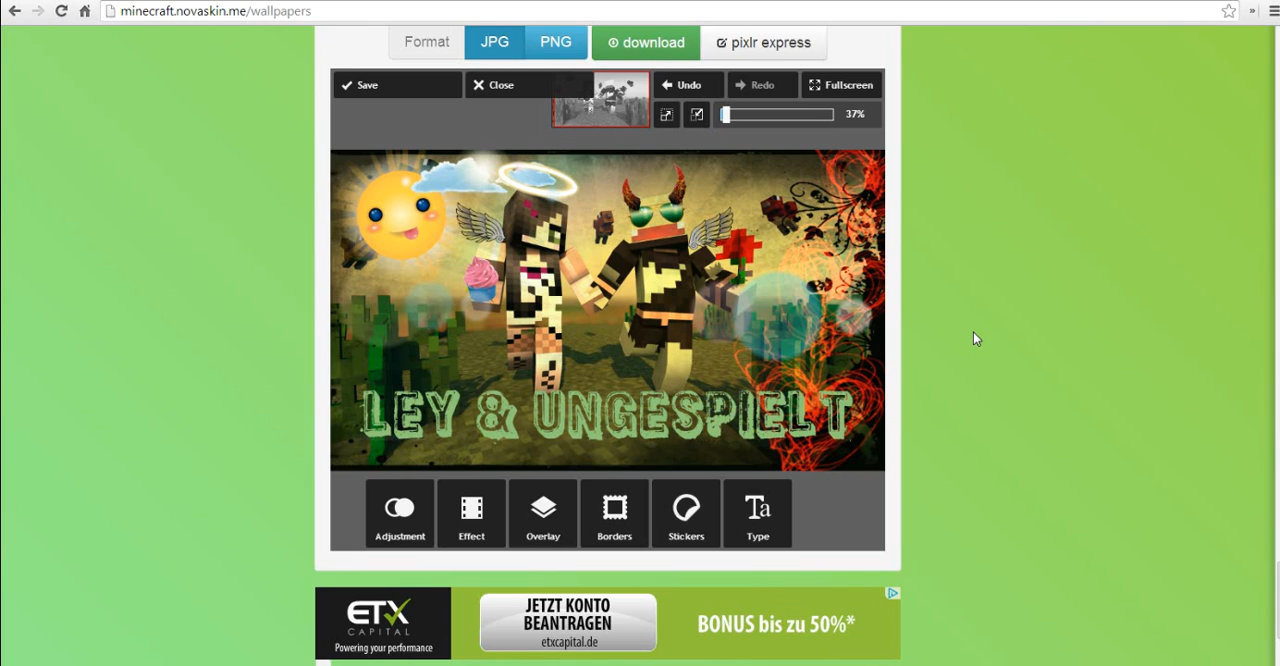 minecraft.novaskin.me/wallpapers
Format JPG PNG download pixlr express
Save Close Undo Redo Fullscreen
37%
LEY & UNGESPIELT
Adjustment Effect Overlay Borders Stickers Type
Ta
ETX
CAPITAL
Powering your performance
JETZT KONTO
BEANTRAGEN
etxcapital.de
BONUS bis zu 50%*